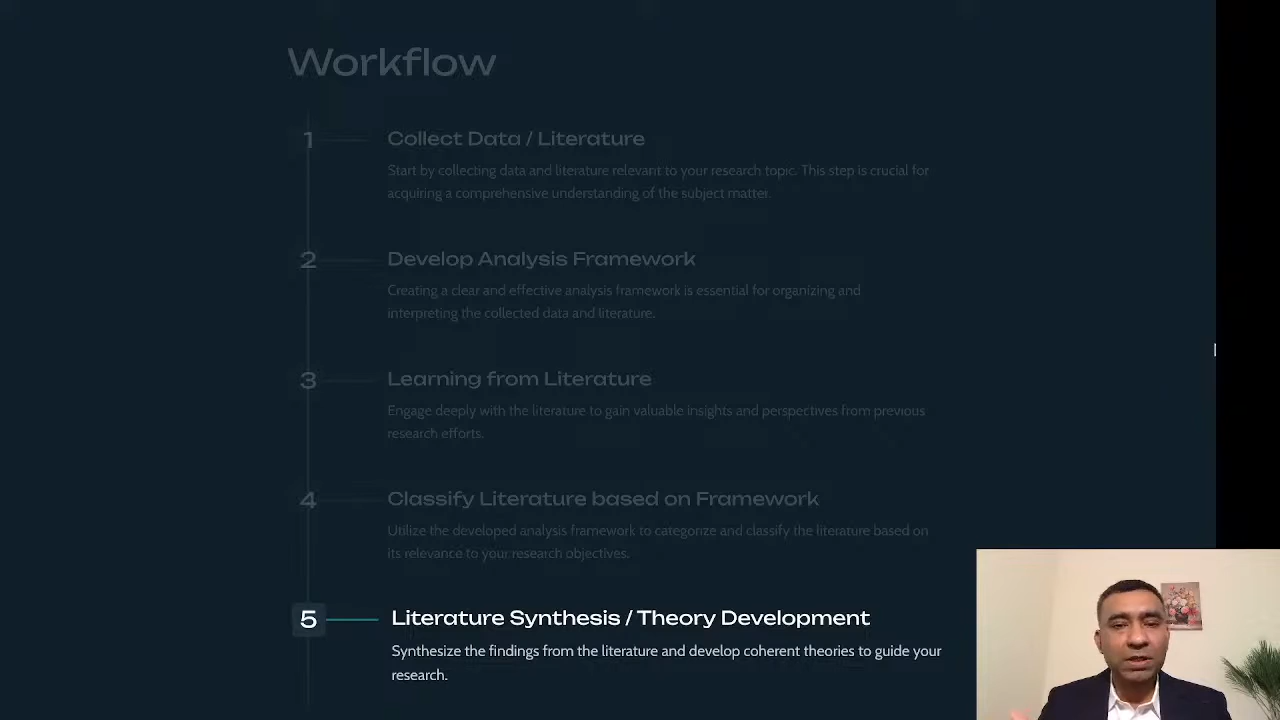 Workflow
1
Collect Data / Literature
Start by collecting data and literature relevant to your research topic. This step is crucial for
acquiring a comprehensive understanding of the subject matter.
2
Develop Analysis Framework
Creating a clear and effective analysis framework is essential for organizing and
interpreting the collected data and literature.
3
Learning from Literature
Engage deeply with the literature to gain valuable insights and perspectives from previous
research efforts.
4
Classify Literature based on Framework
Utilize the developed analysis framework to categorize and classify the literature based on
its relevance to your research objectives.
5
Literature Synthesis / Theory Development
Synthesize the findings from the literature and develop coherent theories to guide your
research.